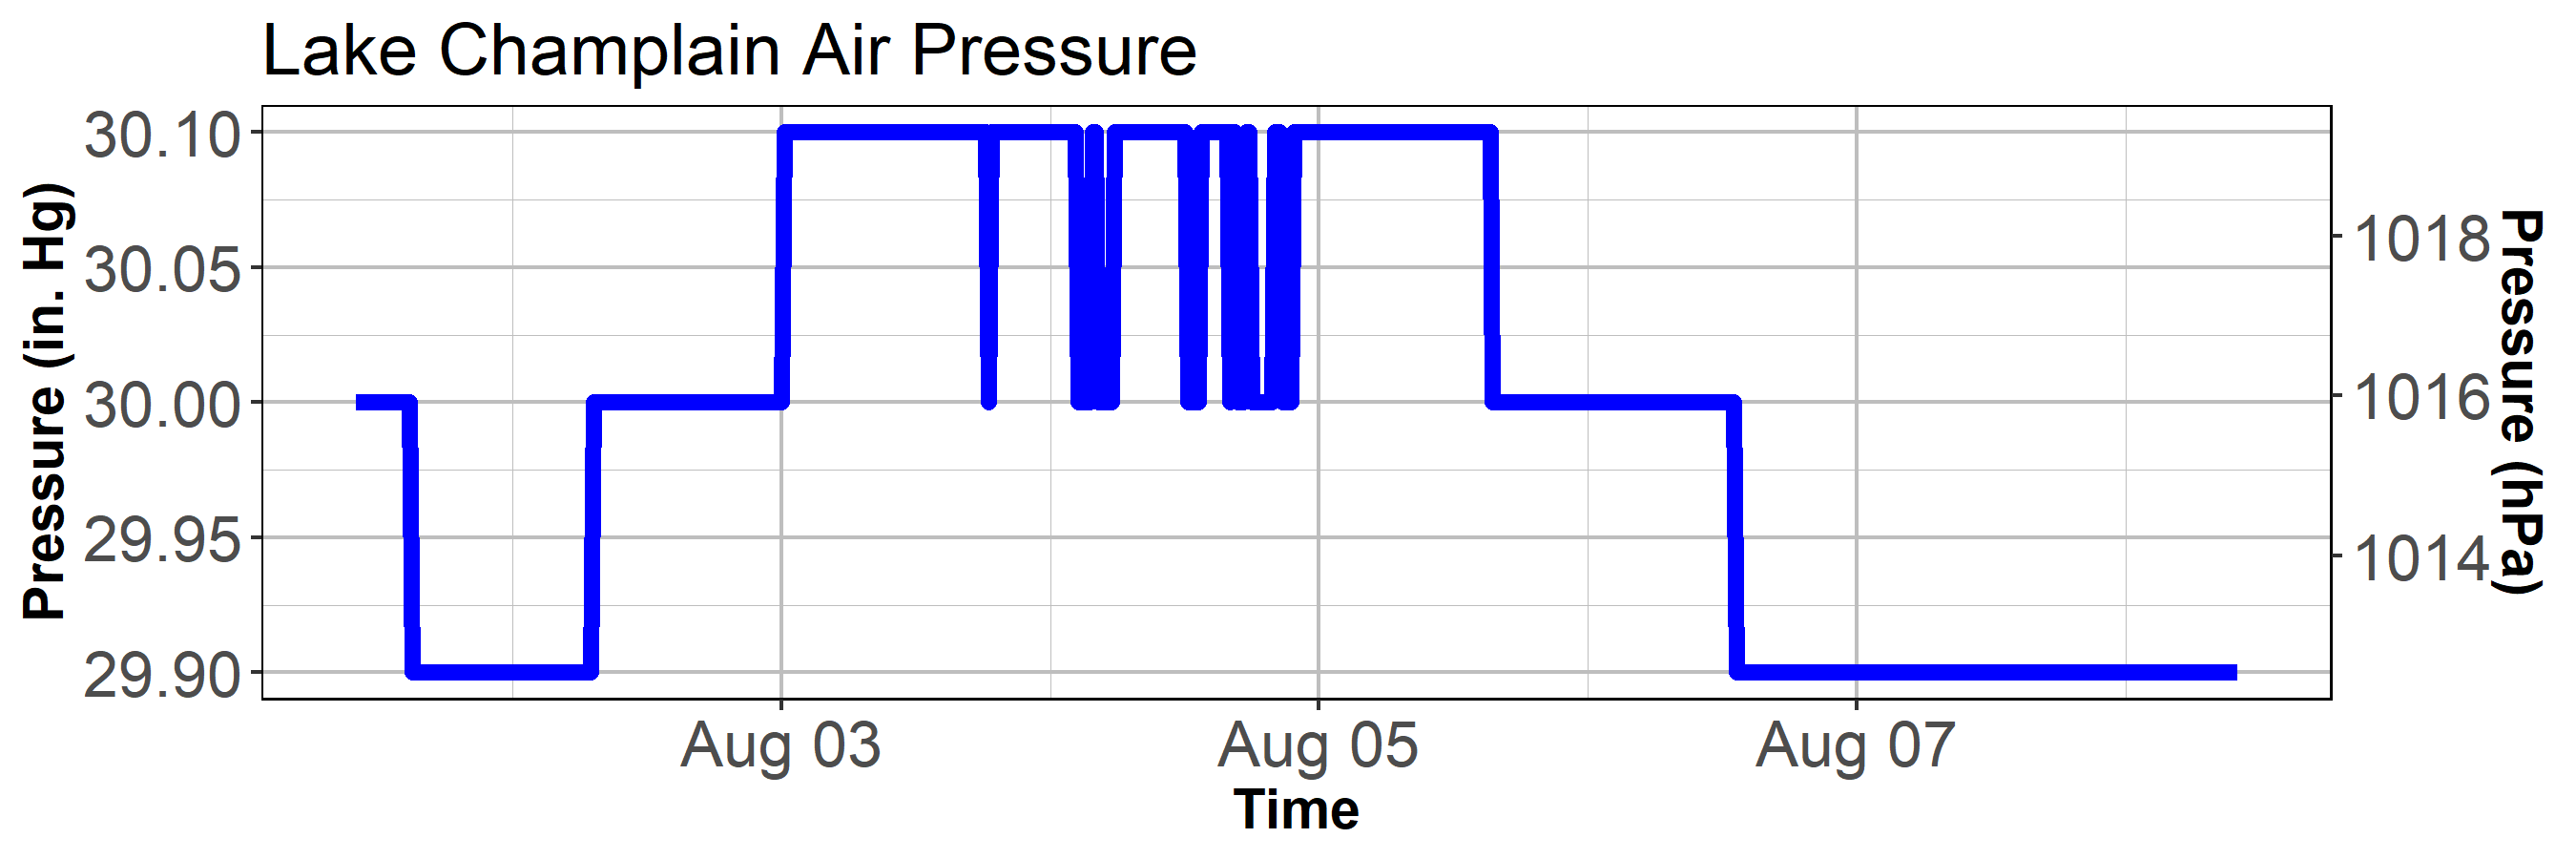 Lake Champlain Air Pressure
Pressure (in. Hg)
30.10
30.05
30.00
29.95
29.90
1018
1016
1014
Pressure (hPa)
Aug 03 Aug 05 Aug 07
Time